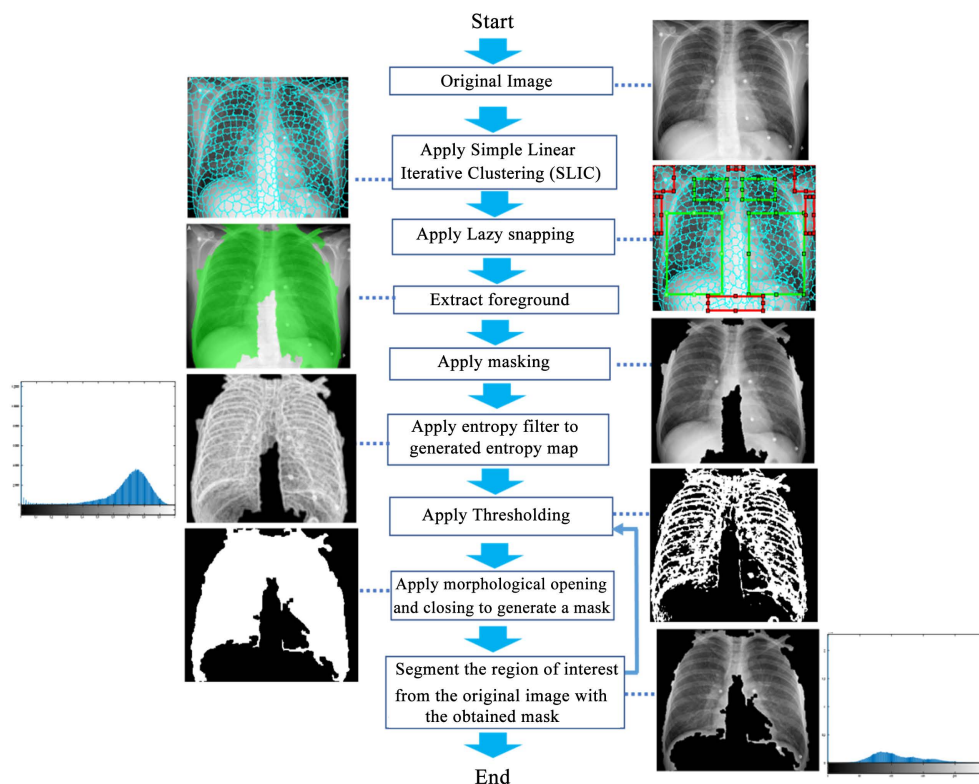 Start
Original Image
Apply Simple Linear
Iterative Clustering (SLIC)
Apply Lazy snapping
Extract foreground
Apply masking
Apply entropy filter to
generated entropy map
Apply Thresholding
Apply morphological opening
and closing to generate a mask
Segment the region of interest
from the original image with
the obtained mask
End